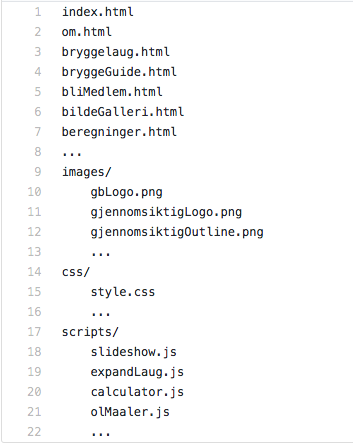 1 index.html
2 om.html
3 bryggelaug.html
4 bryggeGuide.html
5 bliMedlem.html
6 bildeGalleri.html
7 beregninger.html
8 ...
9 images/
10 gbLogo.png
11 gjennomsiktigLogo.png
12 gjennomsiktigOutline.png
13 ...
14 css/
15 style.css
16 ...
17 scripts/
18 slideshow.js
19 expandLaug.js
20 calculator.js
21 olMaaler.js
22 ...